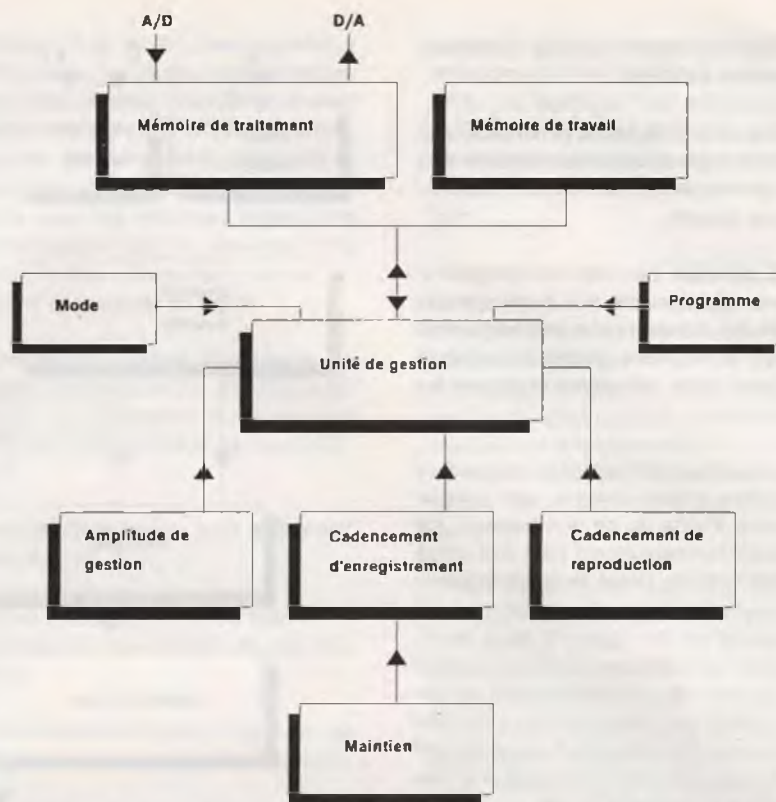 A/D
D/A
Mémoire de traitement
Mémoire de travail
Mode
Programme
Unité de gestion
Amplitude de
gestion
Cadencement
d'enregistrement
Cadencement de
reproduction
Maintien